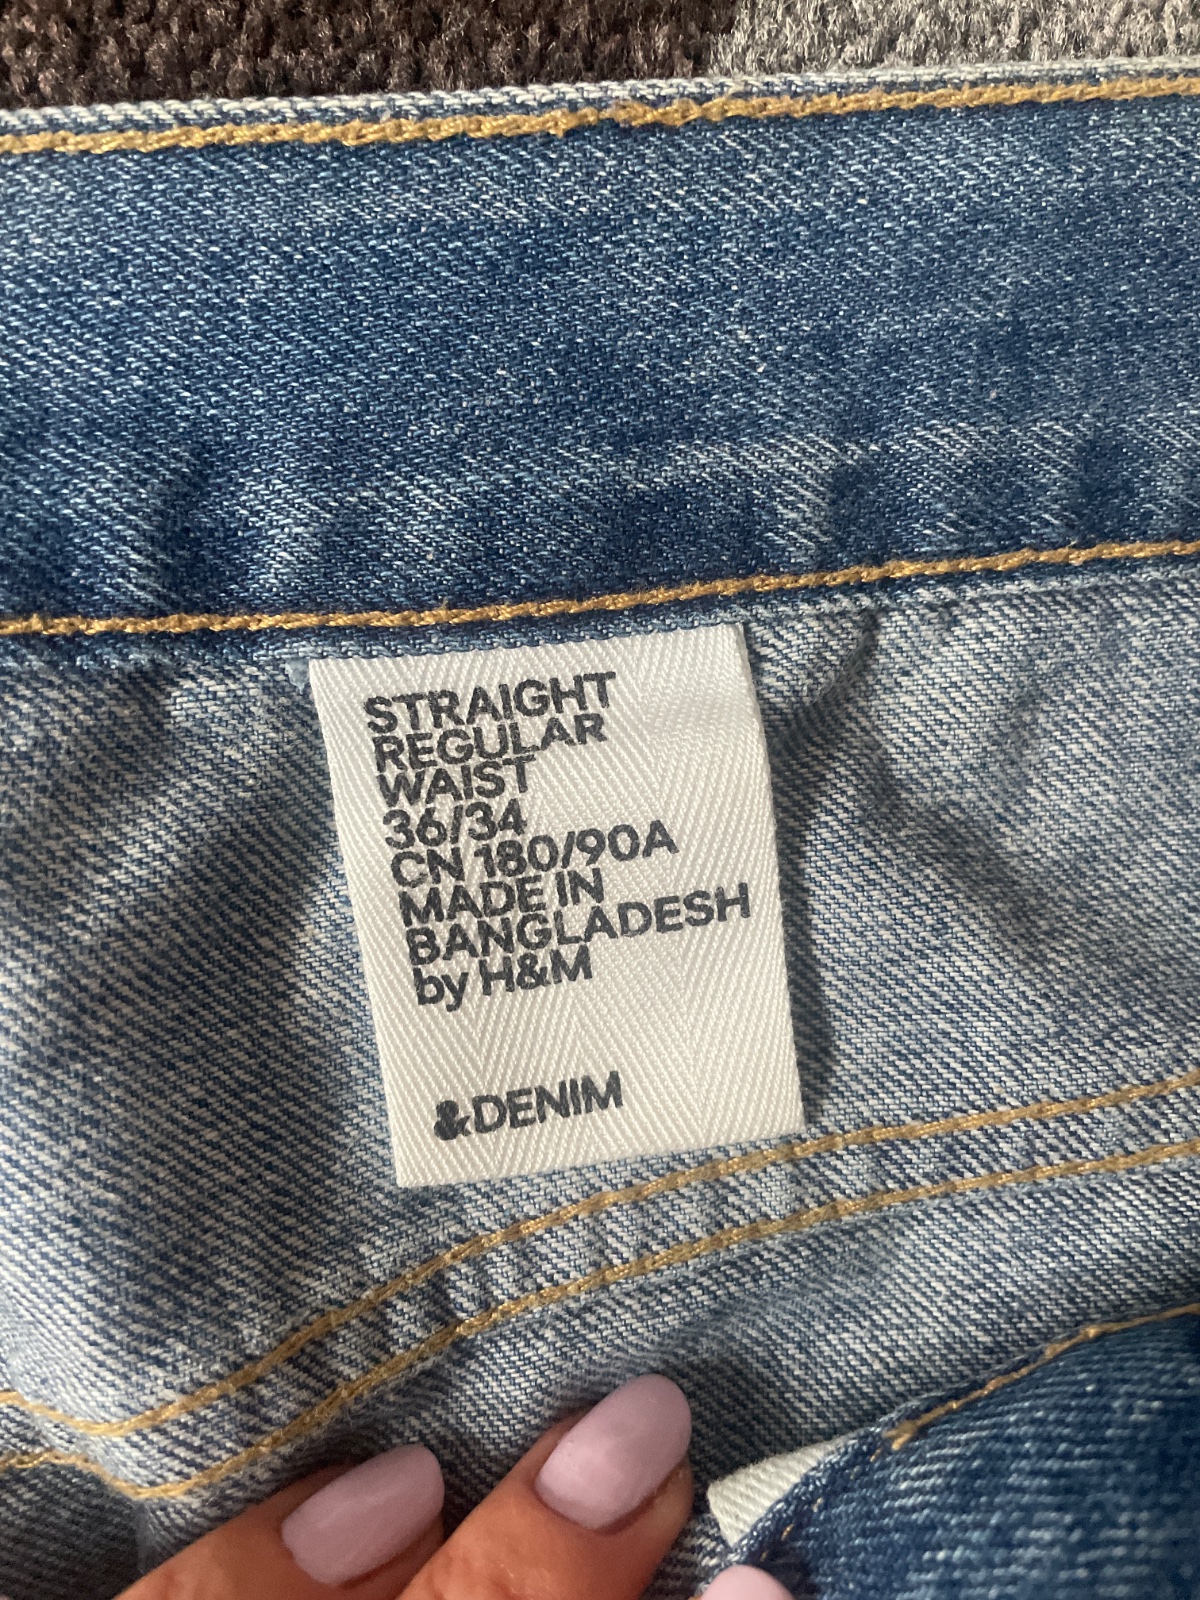 STRAIGHT
REGULAR
WAIST
36/34
CN 180/90A
MADE IN
BANGLADESH
by H&M
&DENIM